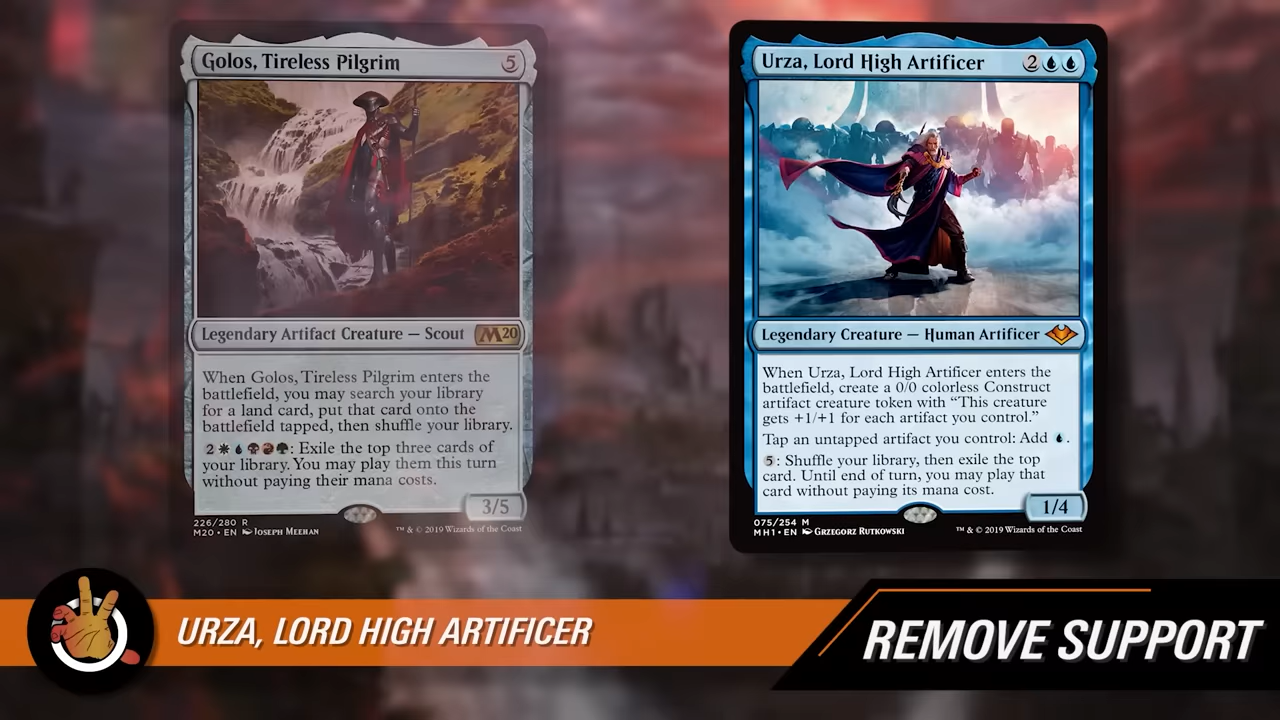 Golos, Tireless Pilgrim 5
Legendary Artifact Creature — Scout M20
When Golos, Tireless Pilgrim enters the
battlefield, you may search your library
for a land card, put that card onto the
battlefield tapped, then shuffle your library.
2: Exile the top three cards of
your library. You may play them this turn
without paying their mana costs.
3/5
226/280 R
M20 • EN Joseph Meehan ™ & © 2019 Wizards of the Coast
Urza, Lord High Artificer 2
Legendary Creature — Human Artificer
When Urza, Lord High Artificer enters the
battlefield, create a 0/0 colorless Construct
artifact creature token with “This creature
gets +1/+1 for each artifact you control.”
Tap an untapped artifact you control: Add .
5: Shuffle your library, then exile the top
card. Until end of turn, you may play that
card without paying its mana cost.
1/4
075/254 M
MH1 • EN Grzegorz Rutkowski ™ & © 2019 Wizards of the Coast
URZA, LORD HIGH ARTIFICER
REMOVE SUPPORT